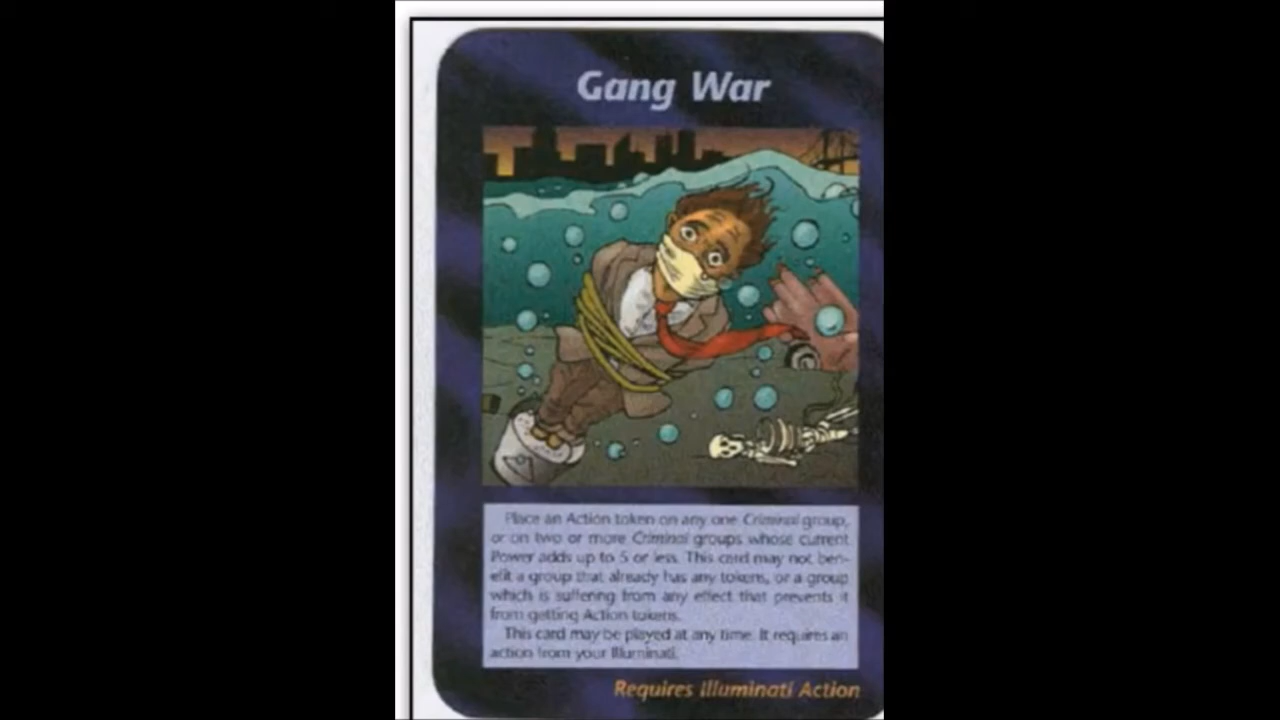 Gang War
Place an Action token on any one Criminal group,
or on two or more Criminal groups whose current
Power adds up to 5 or less. This card may not ben-
efit a group that already has any tokens, or a group
which is suffering from any effect that prevents it
from getting Action tokens.
This card may be played at any time. It requires an
action from your Illuminati.
Requires Illuminati Action